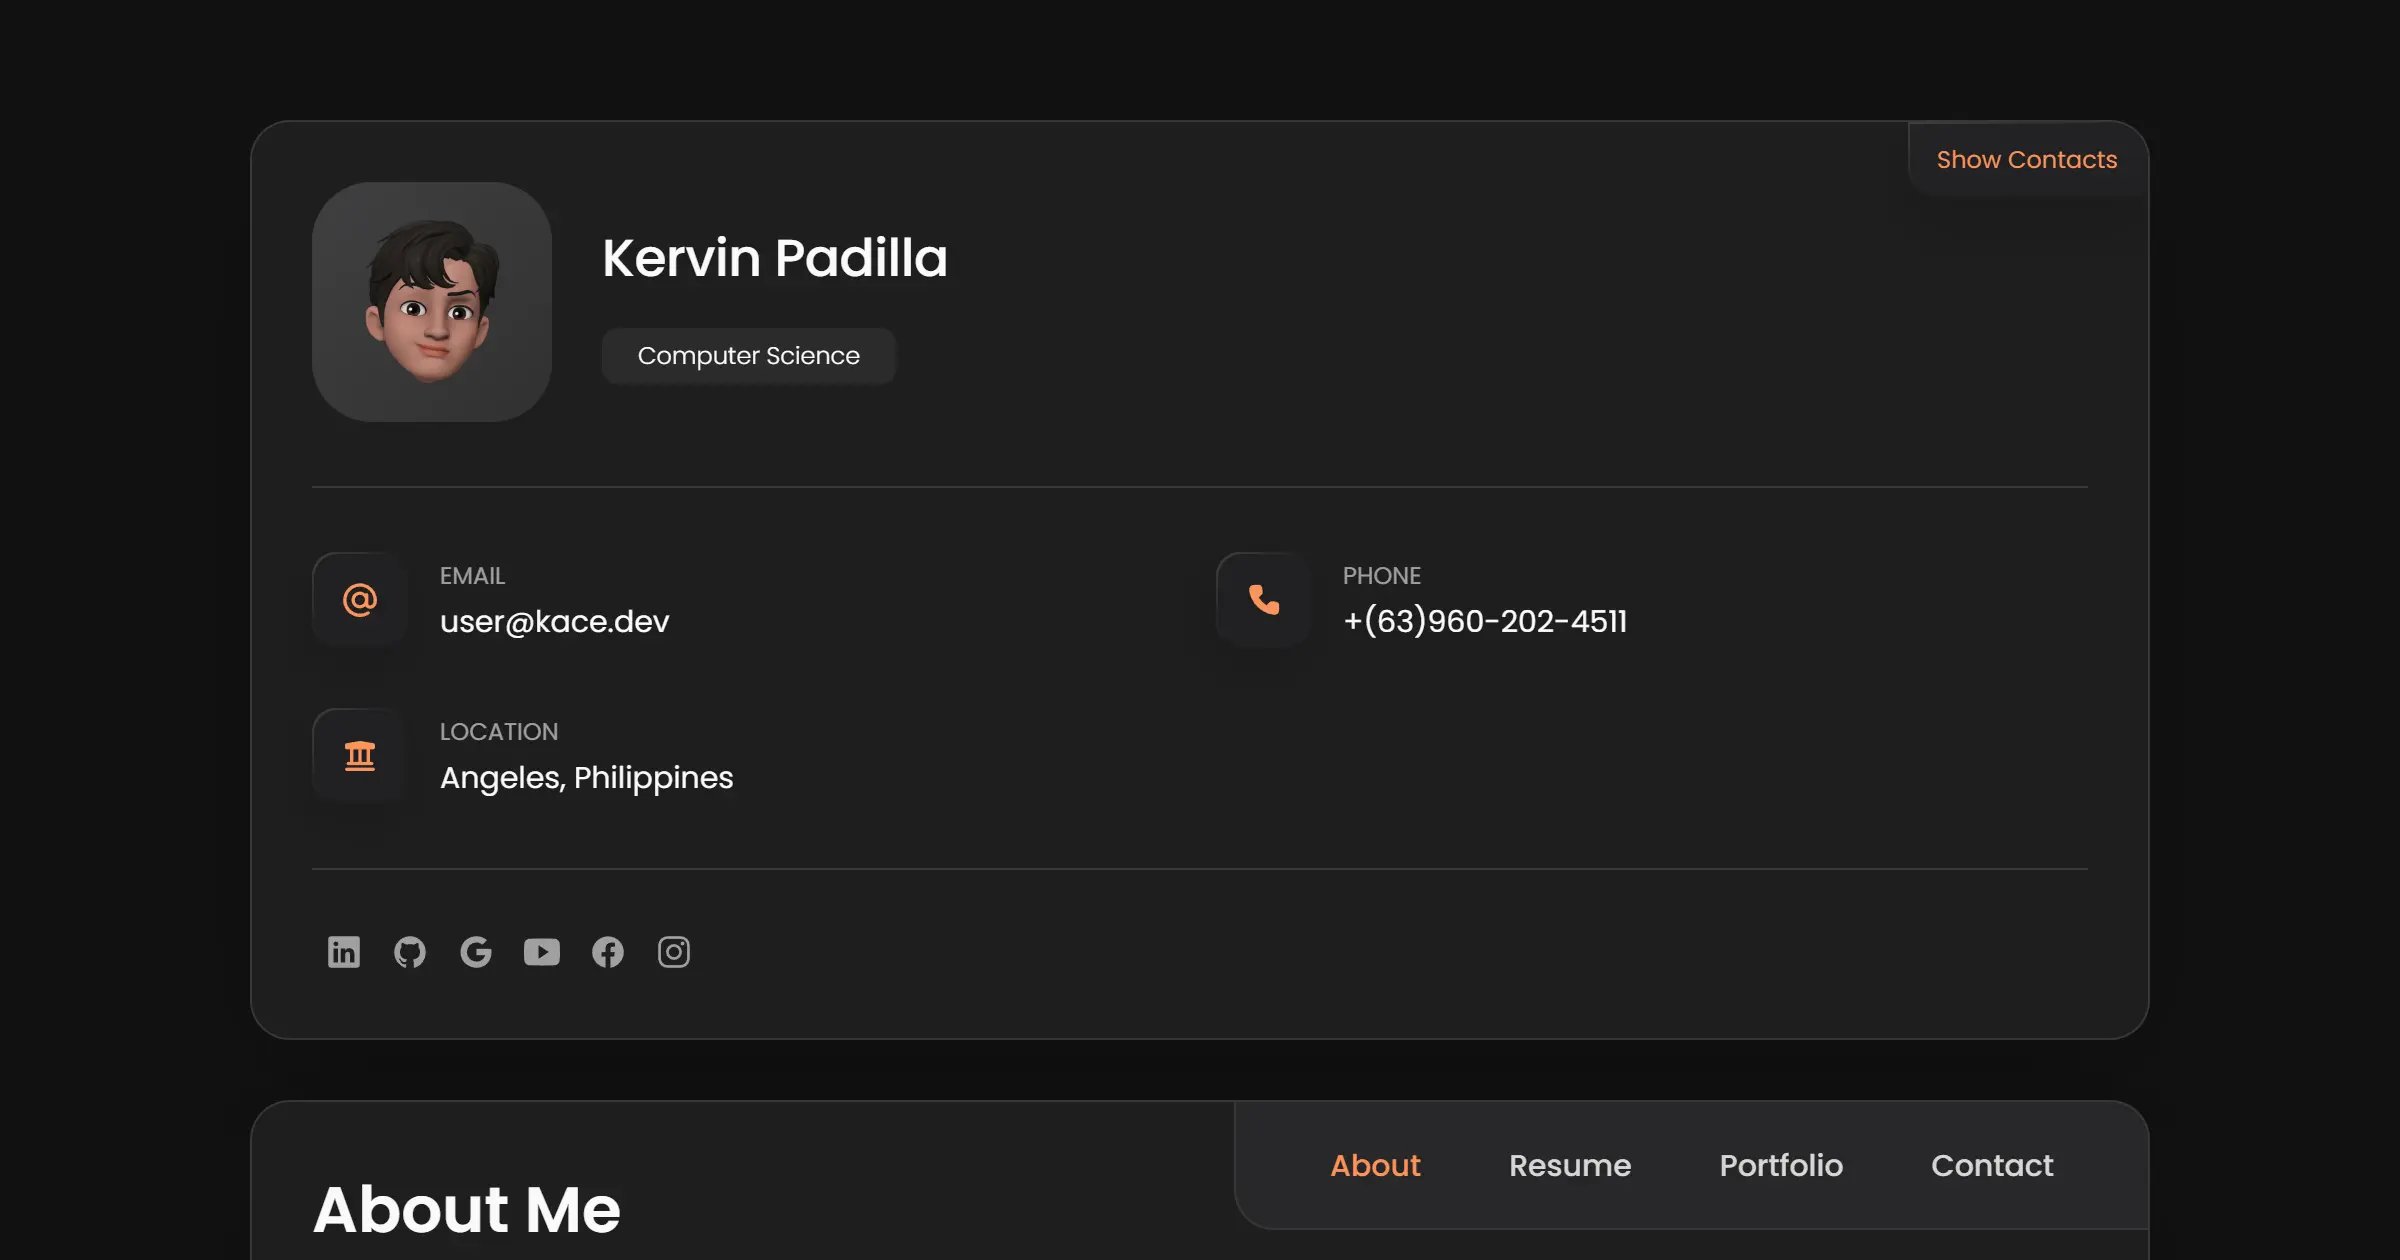 Show Contacts
Kervin Padilla
Computer Science
EMAIL
user@kace.dev
PHONE
+(63)960-202-4511
LOCATION
Angeles, Philippines
About Resume Portfolio Contact
About Me